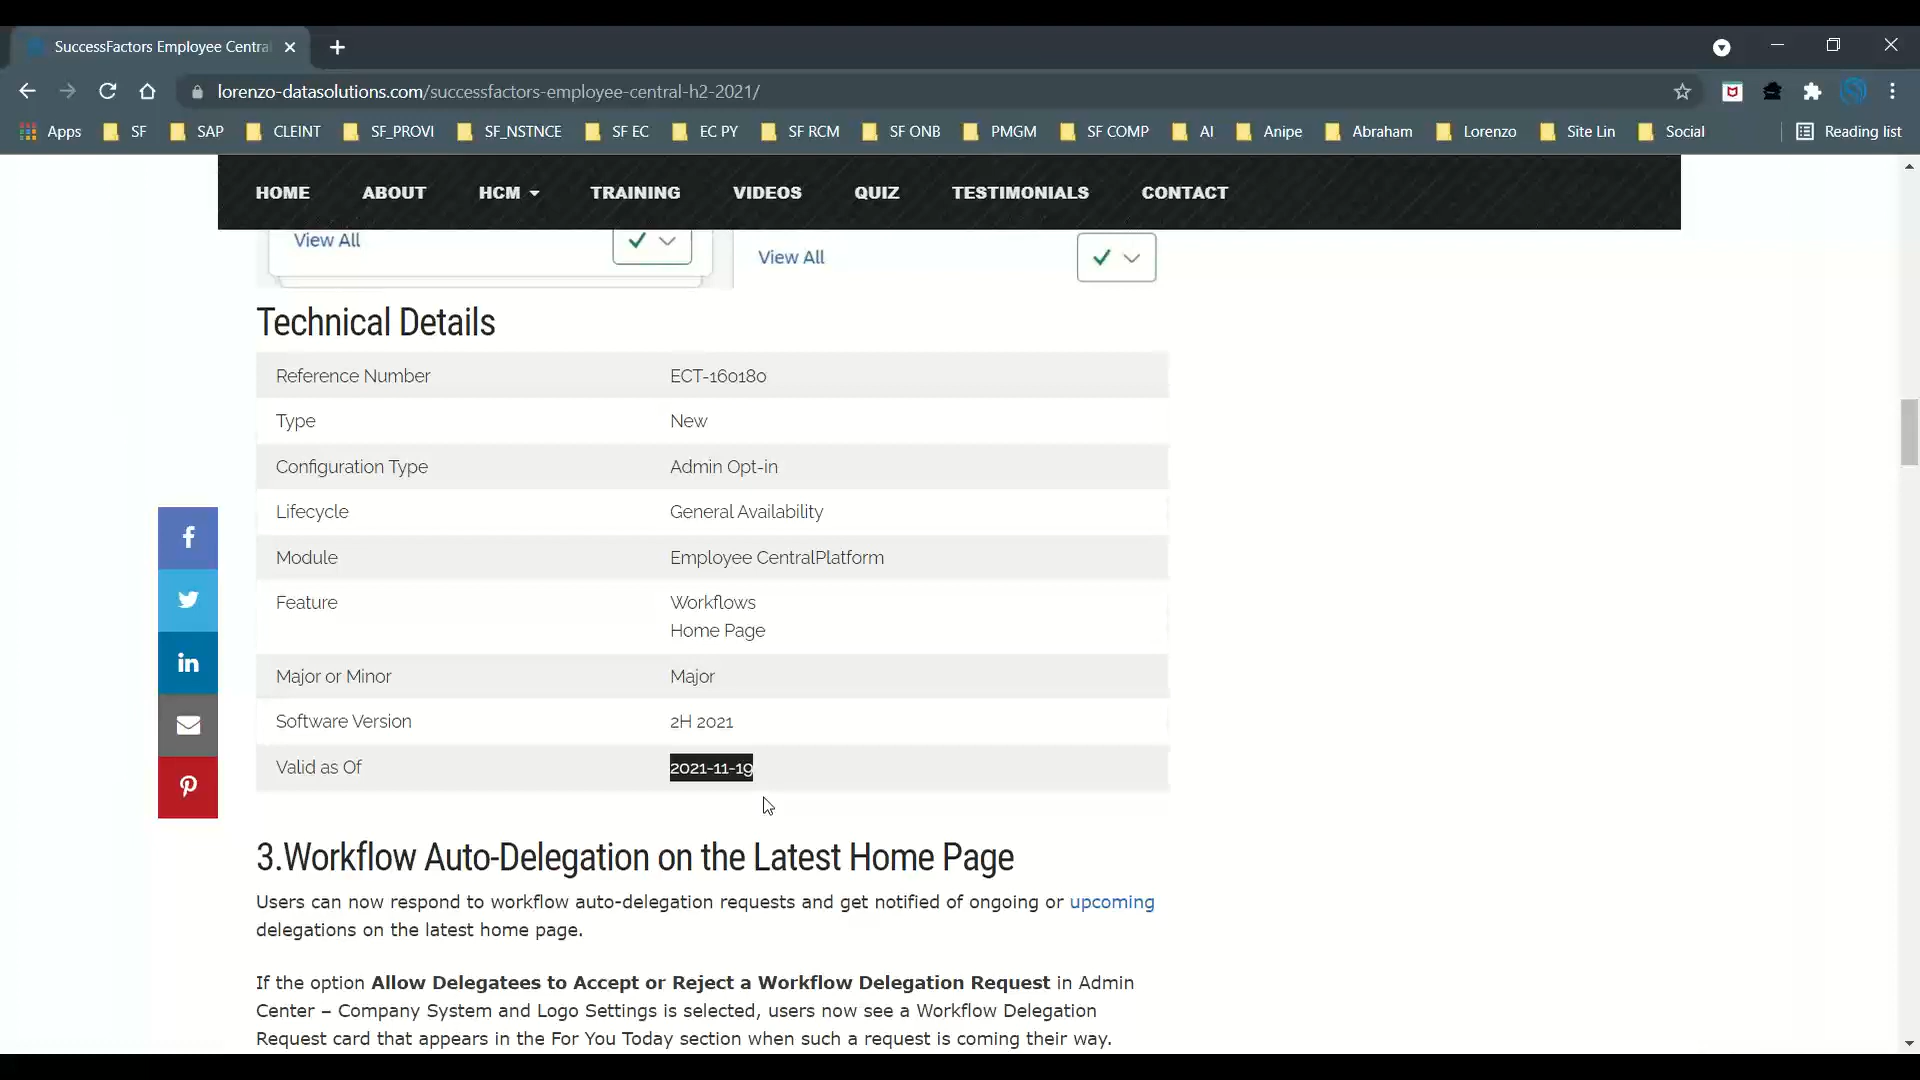 SuccessFactors Employee Centra
lorenzo-datasolutions.com/successfactors-employee-central-h2-2021/
Apps SF SAP CLEINT SF_PROVI SF_NSTNCE SF EC EC PY SF RCM SF ONB PMGM SF COMP AI Anipe Abraham Lorenzo Site Lin Social Reading list
HOME ABOUT HCM TRAINING VIDEOS QUIZ TESTIMONIALS CONTACT
View All
View All
Technical Details
Reference Number ECT-160180
Type New
Configuration Type Admin Opt-in
Lifecycle General Availability
Module Employee CentralPlatform
Feature Workflows
Home Page
Major or Minor Major
Software Version 2H 2021
Valid as Of 2021-11-19
3.Workflow Auto-Delegation on the Latest Home Page
Users can now respond to workflow auto-delegation requests and get notified of ongoing or upcoming
delegations on the latest home page.
If the option Allow Delegatees to Accept or Reject a Workflow Delegation Request in Admin
Center – Company System and Logo Settings is selected, users now see a Workflow Delegation
Request card that appears in the For You Today section when such a request is coming their way.